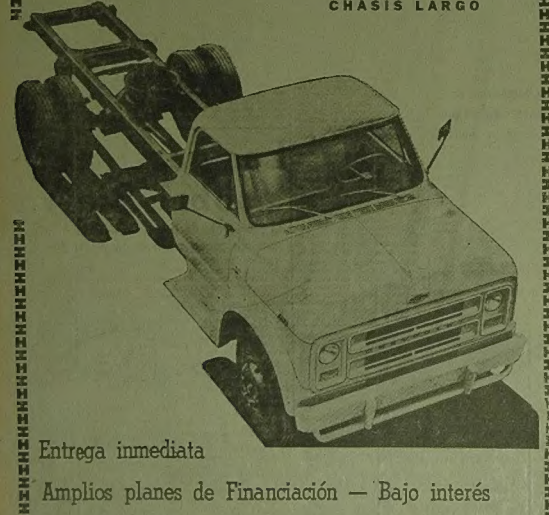 CHASIS LARGO
Entrega inmediata
Amplios planes de Financiación — Bajo interés